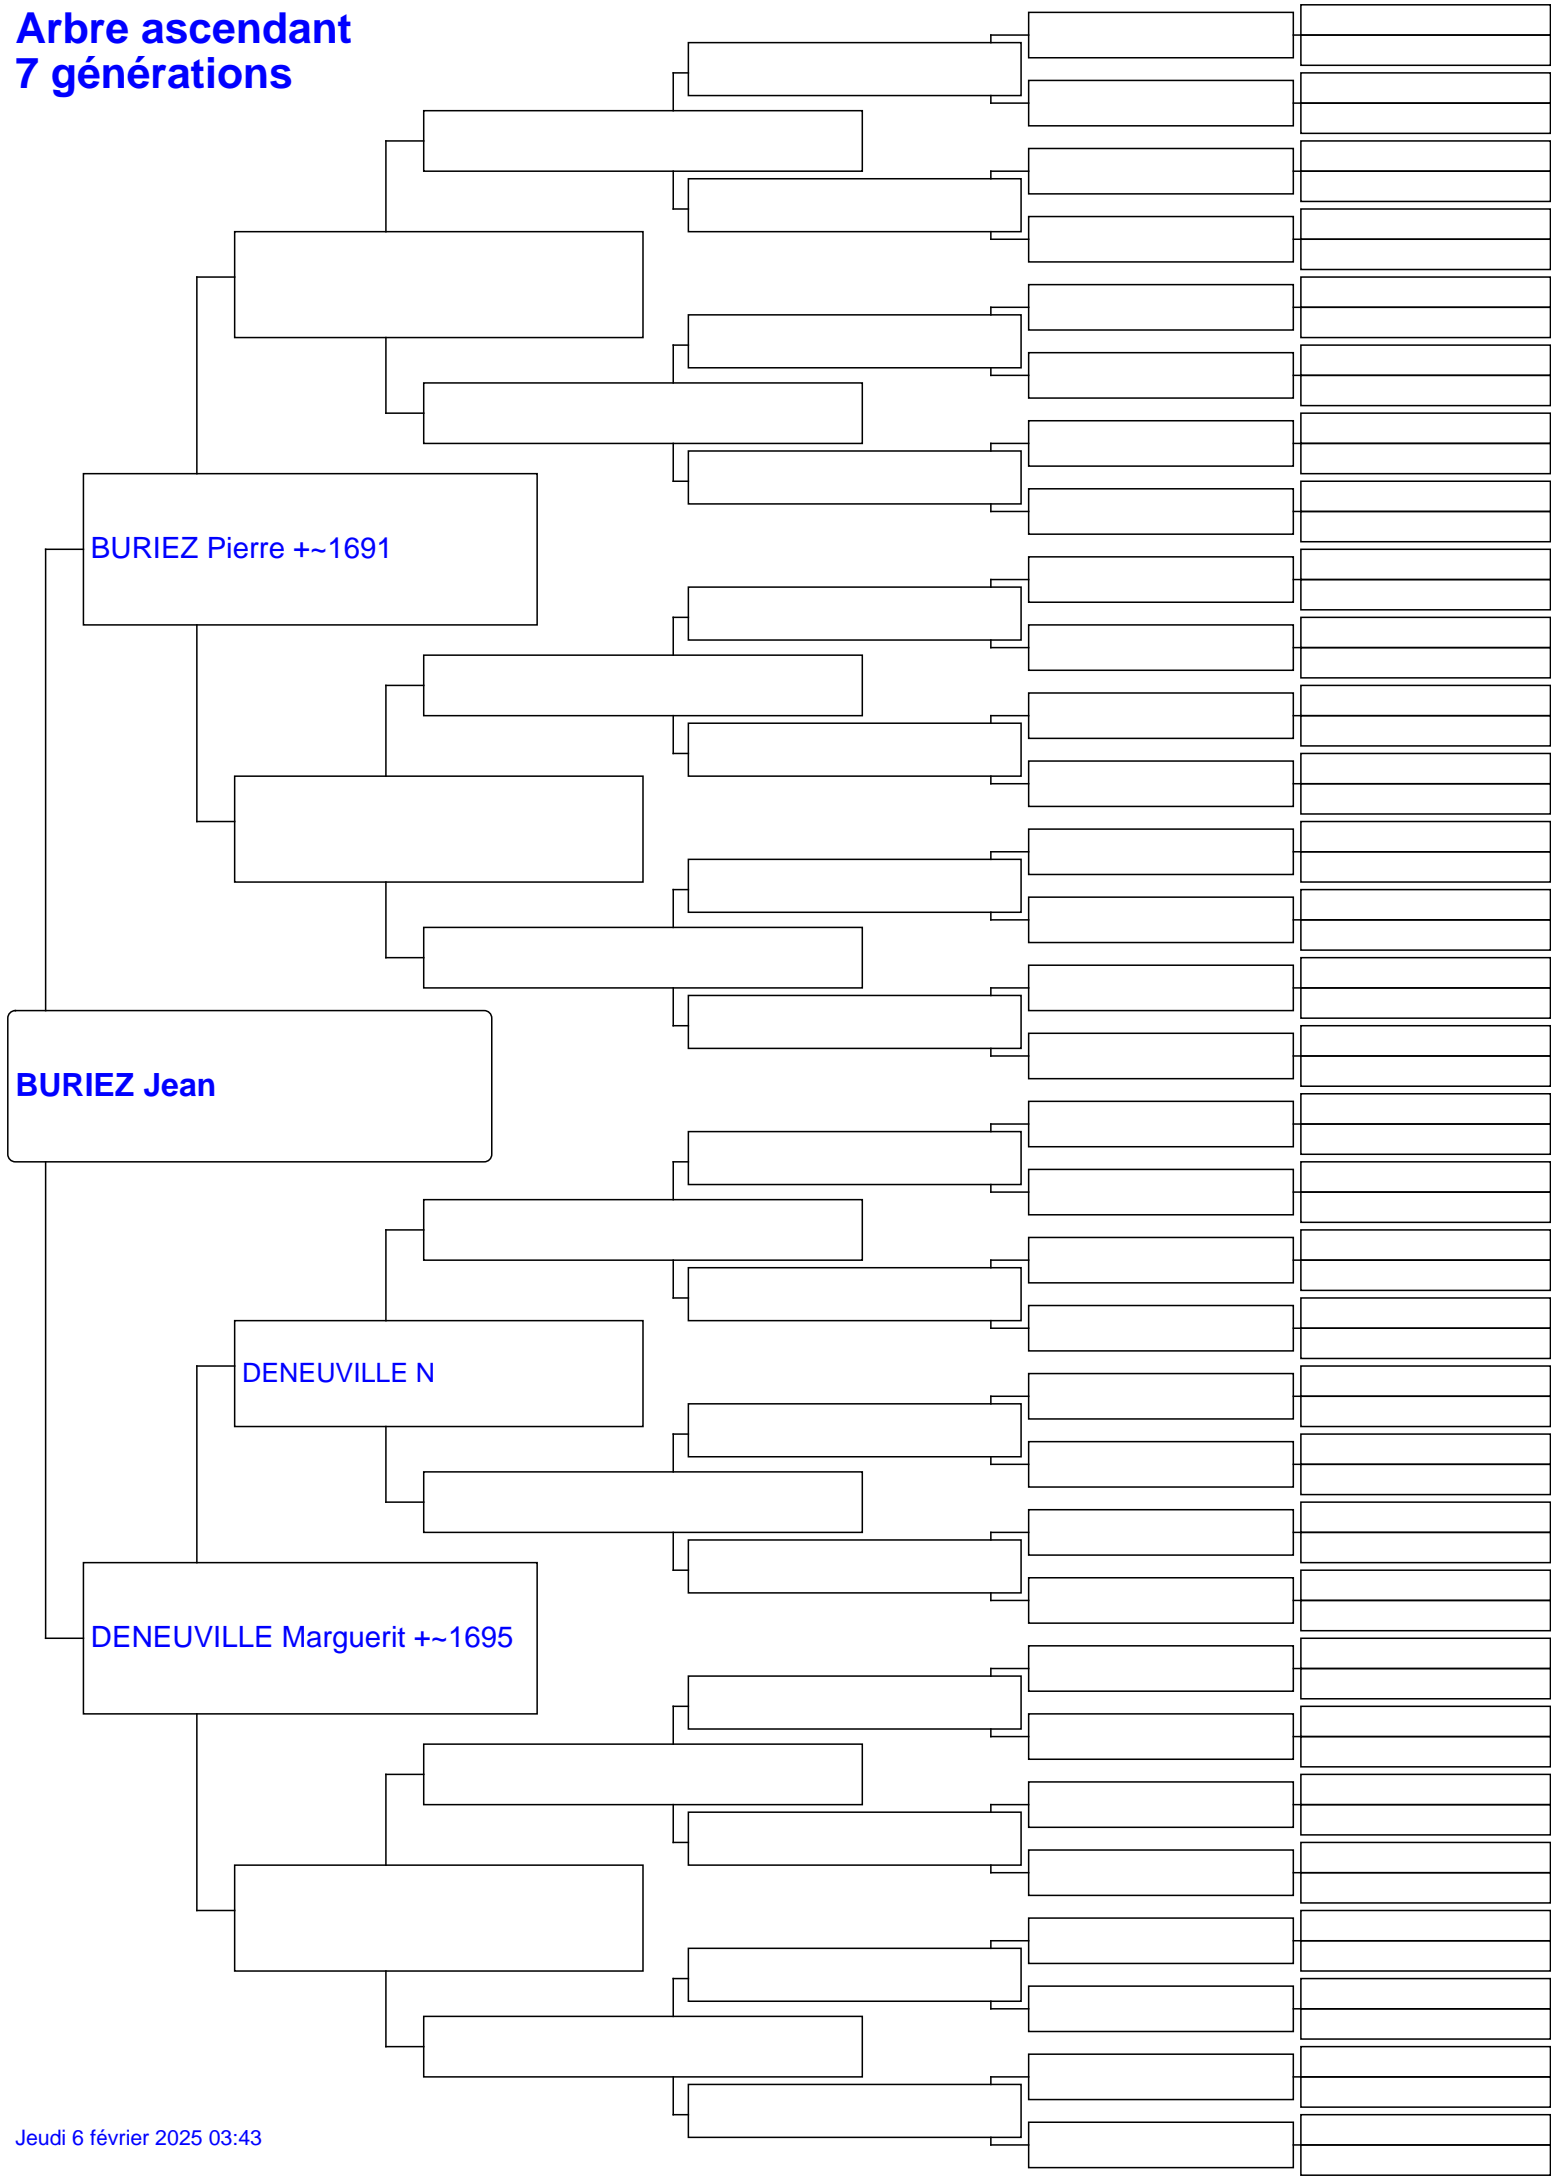 Arbre ascendant
7 générations
BURIEZ Pierre +~1691
BURIEZ Jean
DENEUVILLE N
DENEUVILLE Marguerit +~1695
Jeudi 6 février 2025 03:43